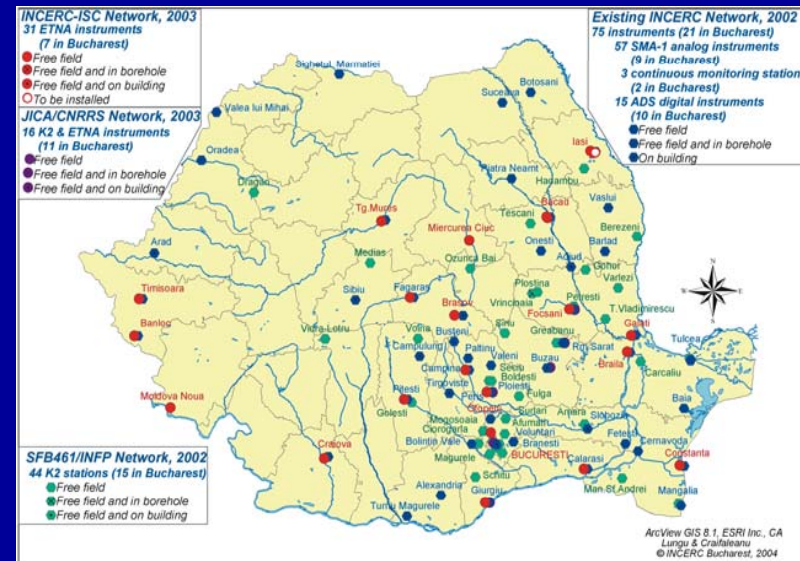 INCERC-ISC Network, 2003
31 ETNA instruments
(7 in Bucharest)
Free field
Free field and in borehole
Free field and on building
To be installed
JICA/CNRRS Network, 2003
16 K2 & ETNA instruments
(11 in Bucharest)
Free field
Free field and in borehole
Free field and on building
Existing INCERC Network, 2002
75 instruments (21 in Bucharest)
57 SMA-1 analog instruments
(9 in Bucharest)
3 continuous monitoring station
(2 in Bucharest)
15 ADS digital instruments
(10 in Bucharest)
Free field
Free field and in borehole
On building
Sighetul Marmatiei
Botosani
Suceava
Valea lui Mihai
Iasi
Oradea
Piatra Neamt
Hadambu
Dragan
Vaslui
Tg.Mures
Bacau
Tescani
Miercurea Ciuc
Berezeni
Arad
Onesti
Barlad
Medias
Ozunca Bai
Adjud
Gohor
Timisoara
Sibiu
Fagaras
Plostina
Varlezi
Vrincioaia
Petresti
Brasov
Focsani
T.Vladimirescu
Banloc
Vidra-Lotru
Voina
Siriu
Greabanu
Galati
Busteni
Rm.Sarat
Tulcea
Campulung
Paltinu
Valeni
Buzau
Braila
Carcaliu
Campina
Seciu
Boldesti
Moldova Noua
Tirgoviste
Ploiesti
Pitesti
Peris
Fulga
Baia
Golesti
Otopeni
Surlari
Amara
Slobozia
Mogosoaia
Afumati
Ciorogarla
Voluntari
Fetesti
Cernavoda
Craiova
Bolintin Vale
Branesti
Magurele
BUCURESTI
Calarasi
Constanta
Schitu
Alexandria
Giurgiu
Man.Sf.Andrei
Mangalia
Turnu Magurele
SFB461/INFP Network, 2002
44 K2 stations (15 in Bucharest)
Free field
Free field and in borehole
Free field and on building
N
W
E
S
ArcView GIS 8.1, ESRI Inc., CA
Lungu & Craifaleanu
© INCERC Bucharest, 2004